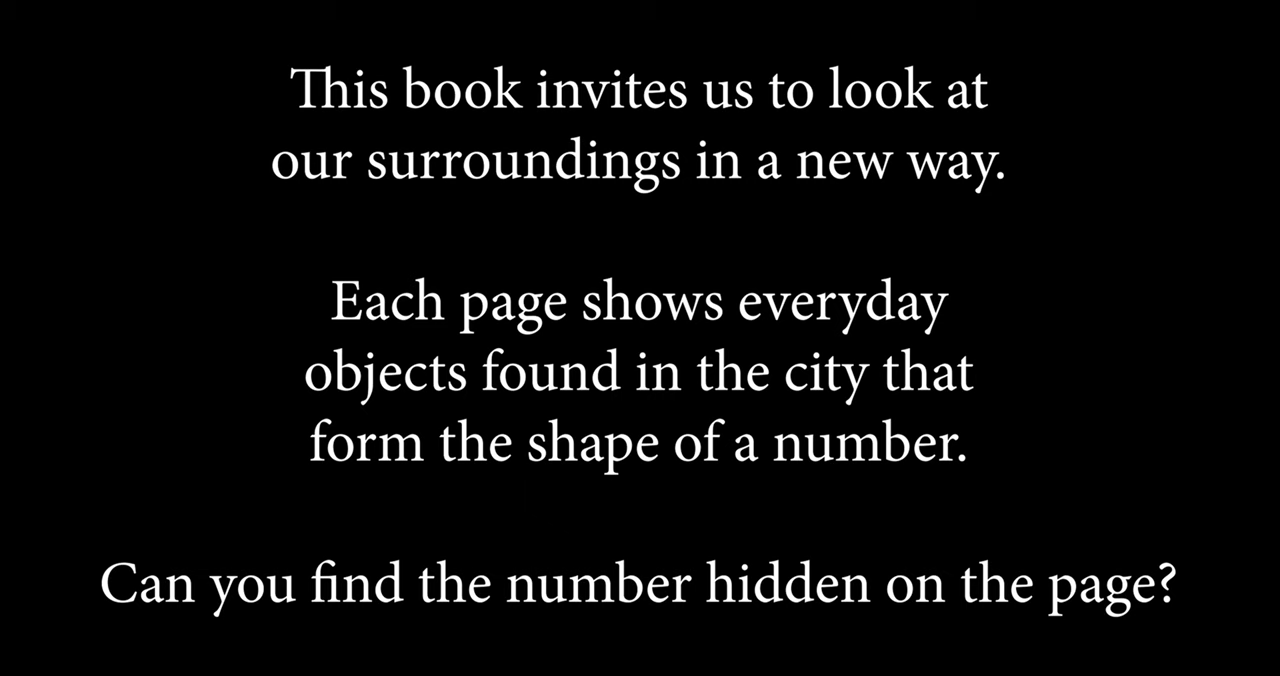 This book invites us to look at
our surroundings in a new way.
Each page shows everyday
objects found in the city that
form the shape of a number.
Can you find the number hidden on the page?